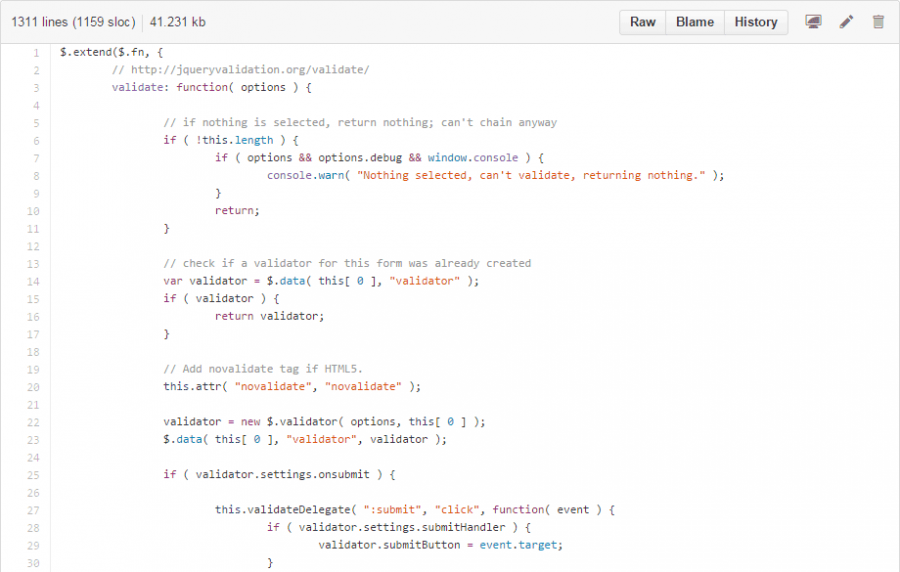 1311 lines (1159 sloc) 41.231 kb Raw Blame History
1 $.extend($.fn, {
2 // http://jqueryvalidation.org/validate/
3 validate: function( options ) {
4
5 // if nothing is selected, return nothing; can't chain anyway
6 if ( !this.length ) {
7 if ( options && options.debug && window.console ) {
8 console.warn( "Nothing selected, can't validate, returning nothing." );
9 }
10 return;
11 }
12
13 // check if a validator for this form was already created
14 var validator = $.data( this[ 0 ], "validator" );
15 if ( validator ) {
16 return validator;
17 }
18
19 // Add novalidate tag if HTML5.
20 this.attr( "novalidate", "novalidate" );
21
22 validator = new $.validator( options, this[ 0 ] );
23 $.data( this[ 0 ], "validator", validator );
24
25 if ( validator.settings.onsubmit ) {
26
27 this.validateDelegate( ":submit", "click", function( event ) {
28 if ( validator.settings.submitHandler ) {
29 validator.submitButton = event.target;
30 }